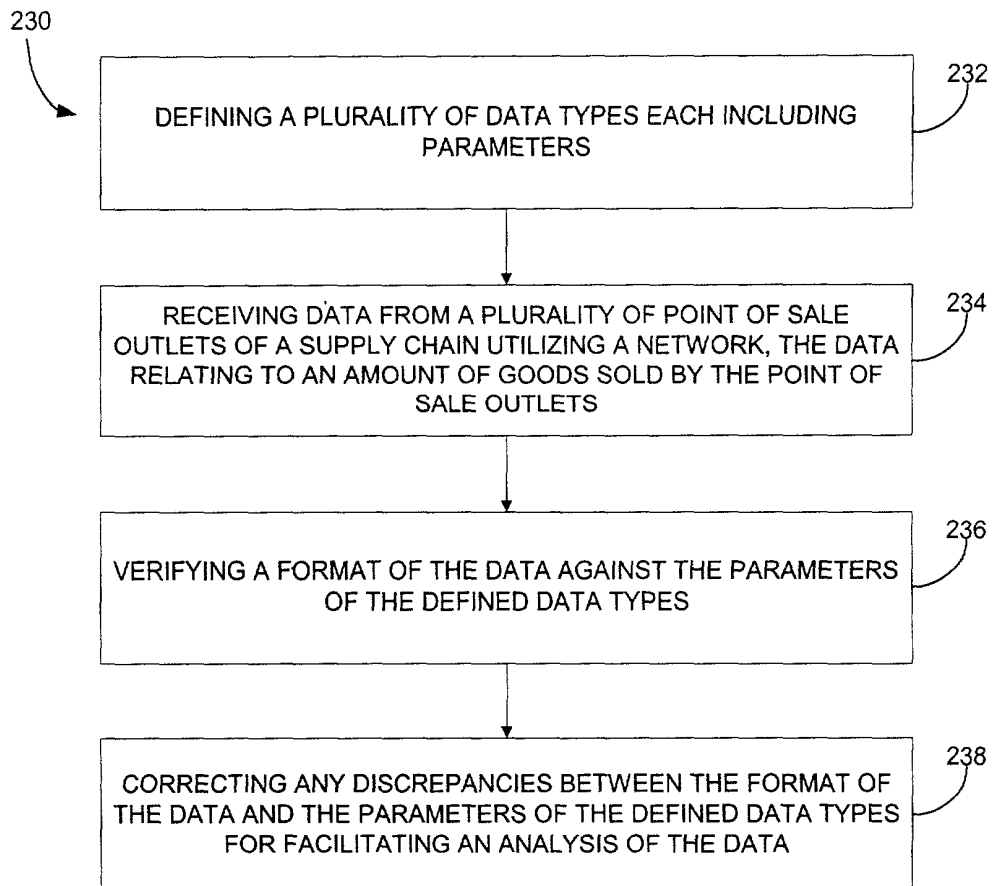 230
232
DEFINING A PLURALITY OF DATA TYPES EACH INCLUDING
PARAMETERS
234
RECEIVING DATA FROM A PLURALITY OF POINT OF SALE
OUTLETS OF A SUPPLY CHAIN UTILIZING A NETWORK, THE DATA
RELATING TO AN AMOUNT OF GOODS SOLD BY THE POINT OF
SALE OUTLETS
236
VERIFYING A FORMAT OF THE DATA AGAINST THE PARAMETERS
OF THE DEFINED DATA TYPES
238
CORRECTING ANY DISCREPANCIES BETWEEN THE FORMAT OF
THE DATA AND THE PARAMETERS OF THE DEFINED DATA TYPES
FOR FACILITATING AN ANALYSIS OF THE DATA